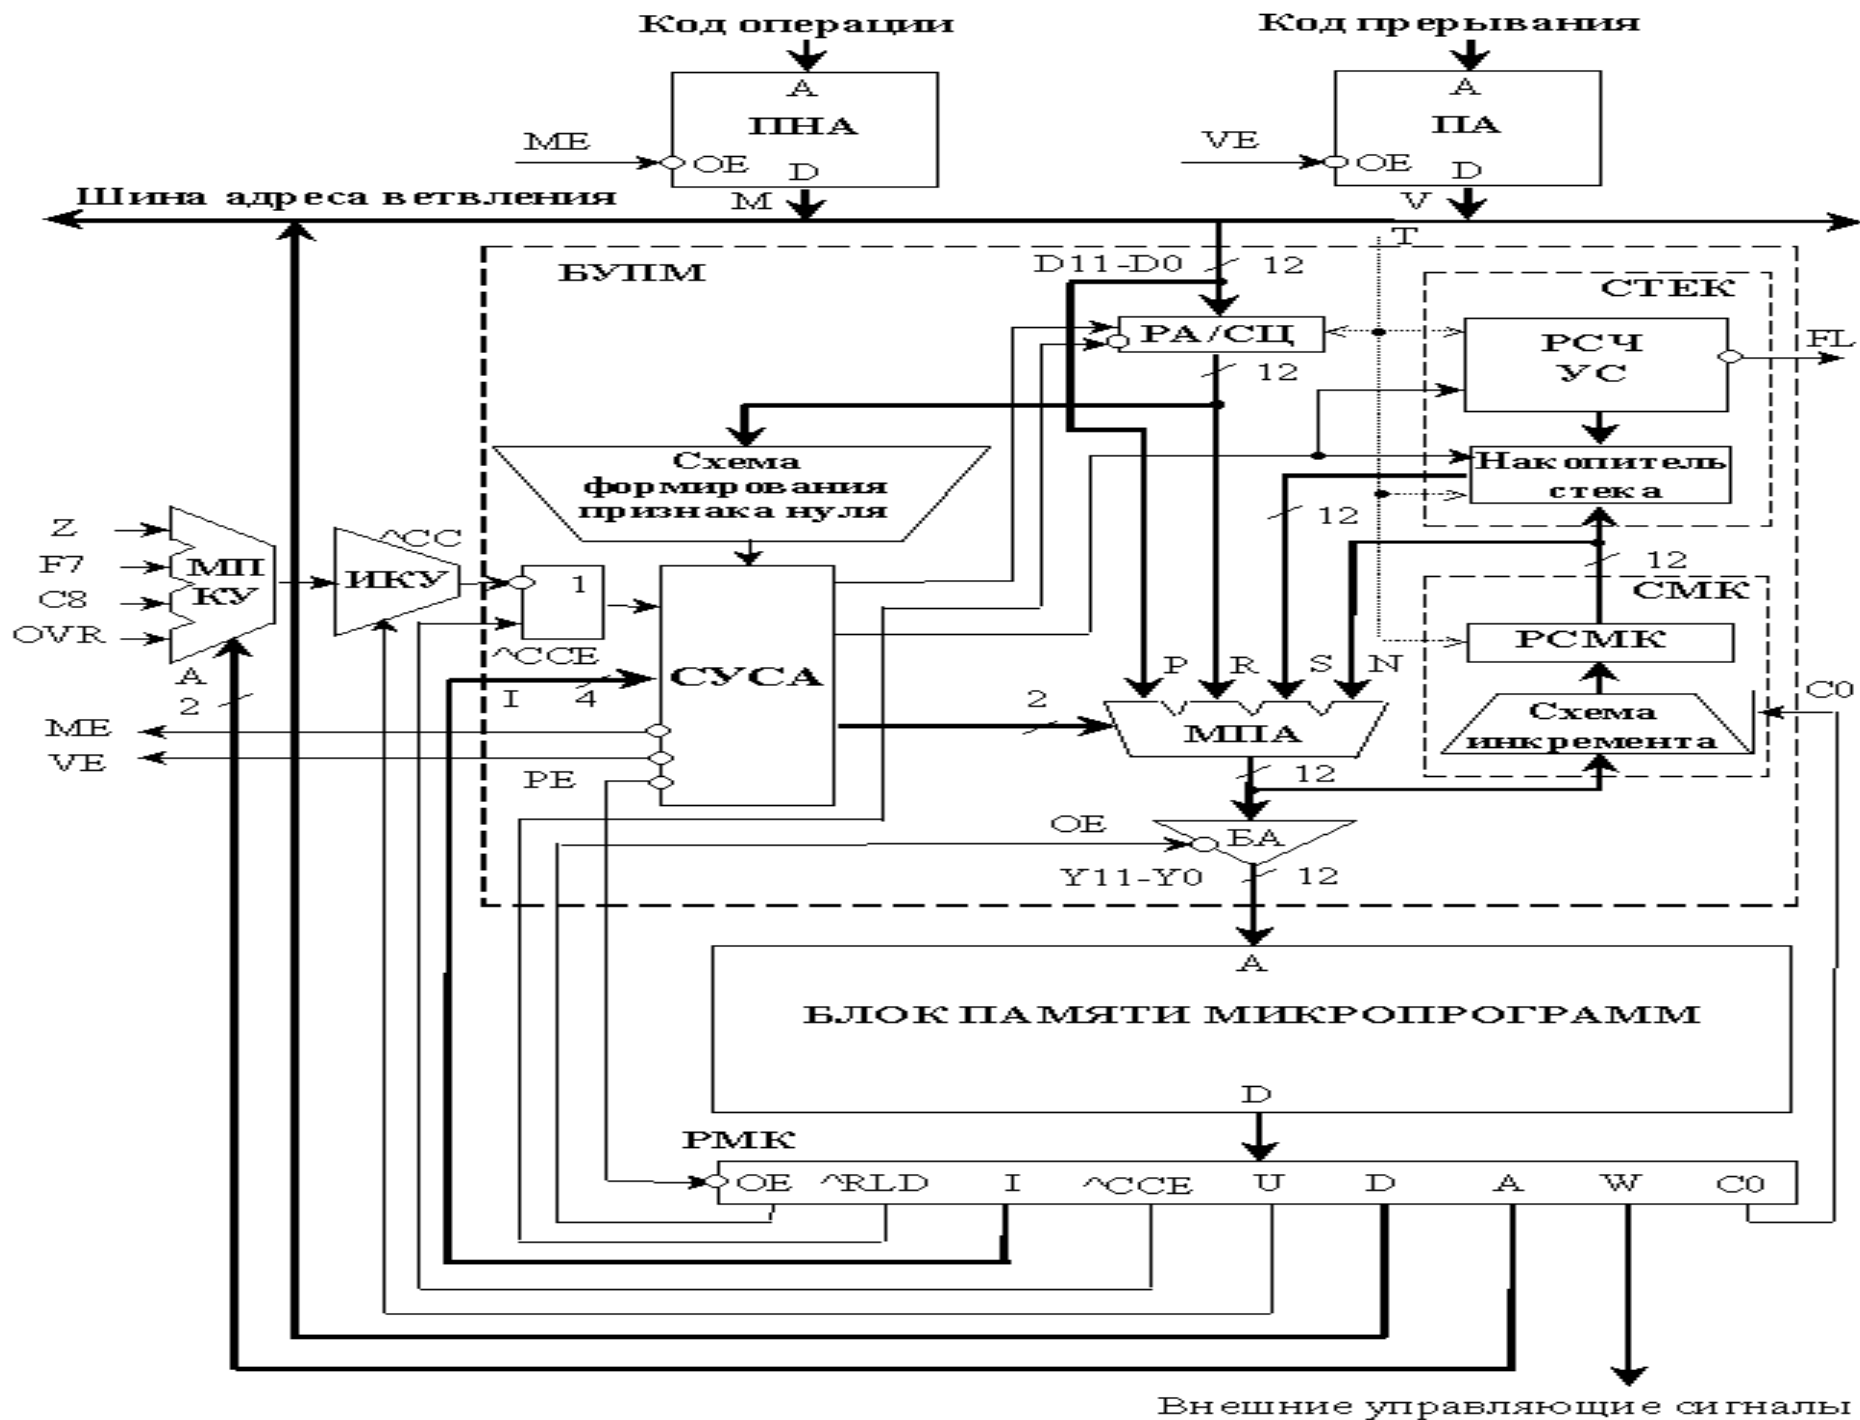 Код операции
Код прерывания
A
ПНА
ME
OE
D
M
A
ПА
VE
OE
D
V
Шина адреса ветвления
T
БУПМ
D11-D0
12
СТЕК
РА/СЦ
РСЧ
УС
FL
12
Схема
формирования
признака нуля
Накопитель
стека
12
Z
F7
C8
OVR
МП
КУ
^CC
ИКУ
1
12
СМК
^CCE
РСМК
A
2
I
4
СУСА
P
R
S
N
C0
ME
VE
PE
2
МПА
Схема
инкремента
12
OE
БА
Y11-Y0
12
A
БЛОК ПАМЯТИ МИКРОПРОГРАММ
D
РМК
OE
^RLD
I
^CCE
U
D
A
W
C0
Внешние управляющие сигналы